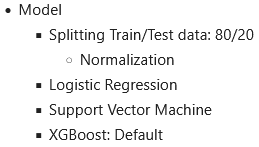 Model
Splitting Train/Test data: 80/20
Normalization
Logistic Regression
Support Vector Machine
XGBoost: Default